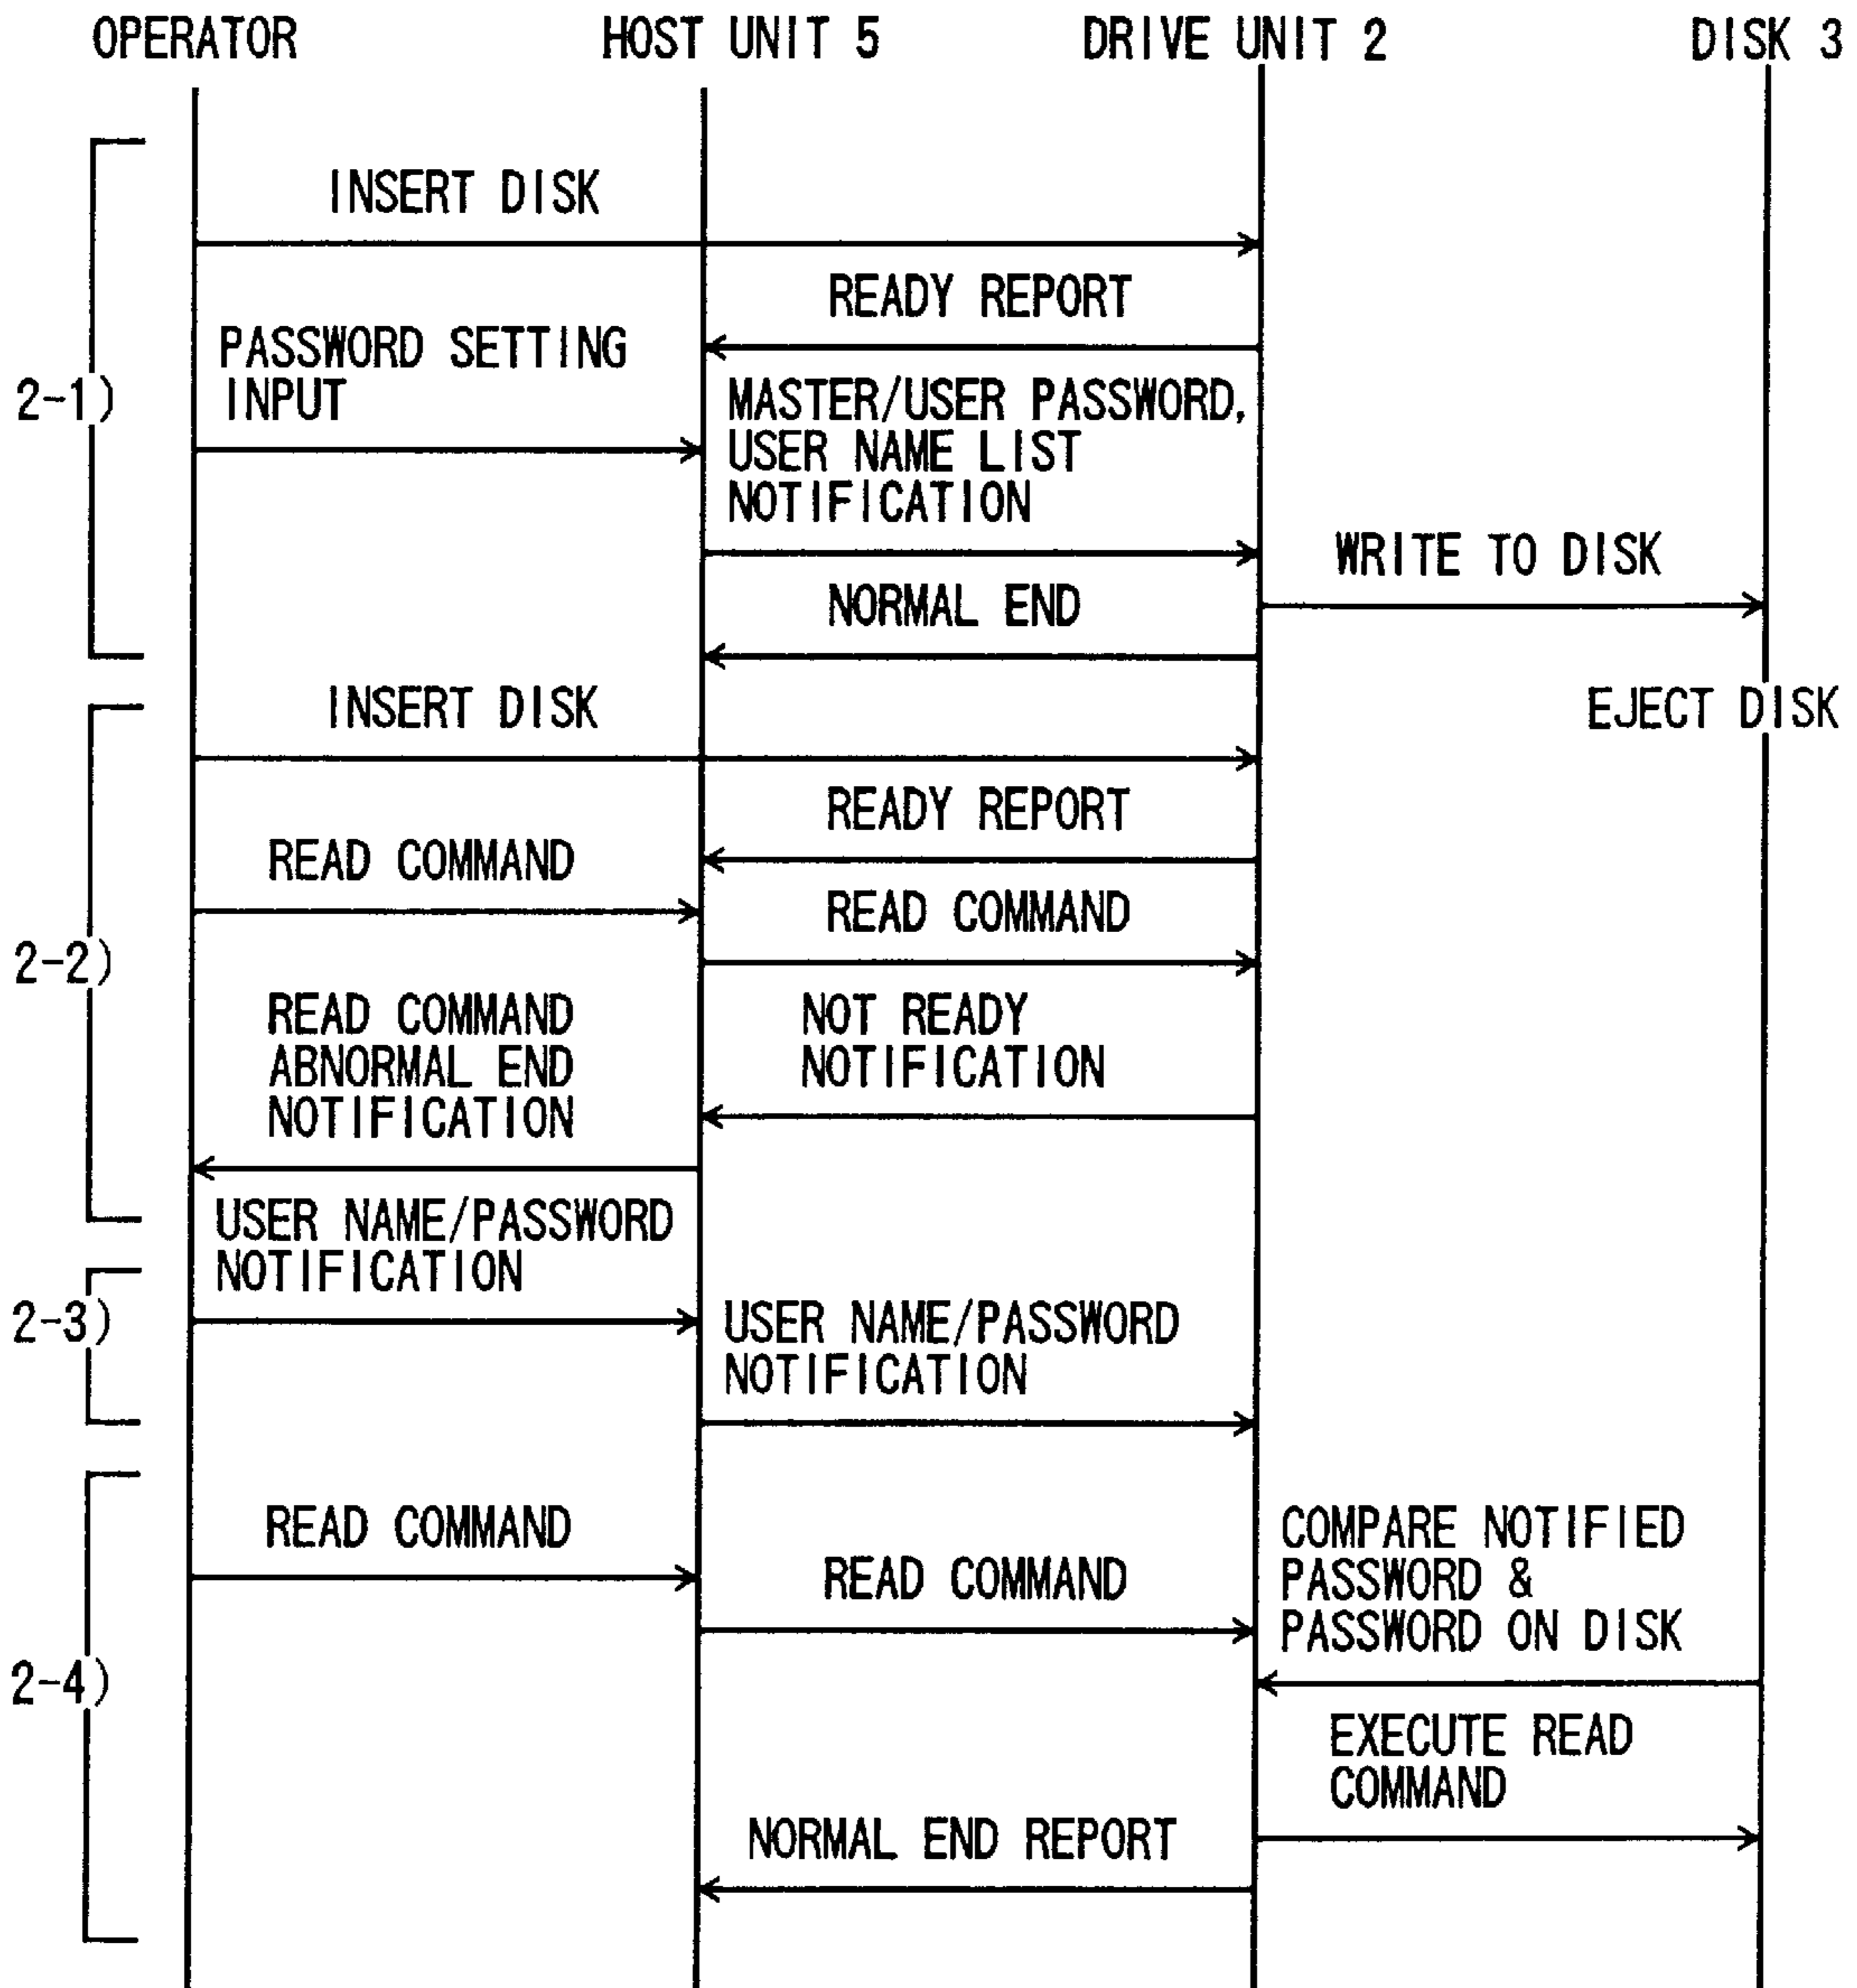 OPERATOR
HOST UNIT 5
DRIVE UNIT 2
DISK 3
INSERT DISK
READY REPORT
PASSWORD SETTING
INPUT
2-1)
MASTER/USER PASSWORD,
USER NAME LIST
NOTIFICATION
WRITE TO DISK
NORMAL END
INSERT DISK
EJECT DISK
READY REPORT
READ COMMAND
READ COMMAND
2-2)
READ COMMAND
ABNORMAL END
NOTIFICATION
NOT READY
NOTIFICATION
USER NAME/PASSWORD
NOTIFICATION
2-3)
USER NAME/PASSWORD
NOTIFICATION
READ COMMAND
READ COMMAND
COMPARE NOTIFIED
PASSWORD &
PASSWORD ON DISK
2-4)
EXECUTE READ
COMMAND
NORMAL END REPORT